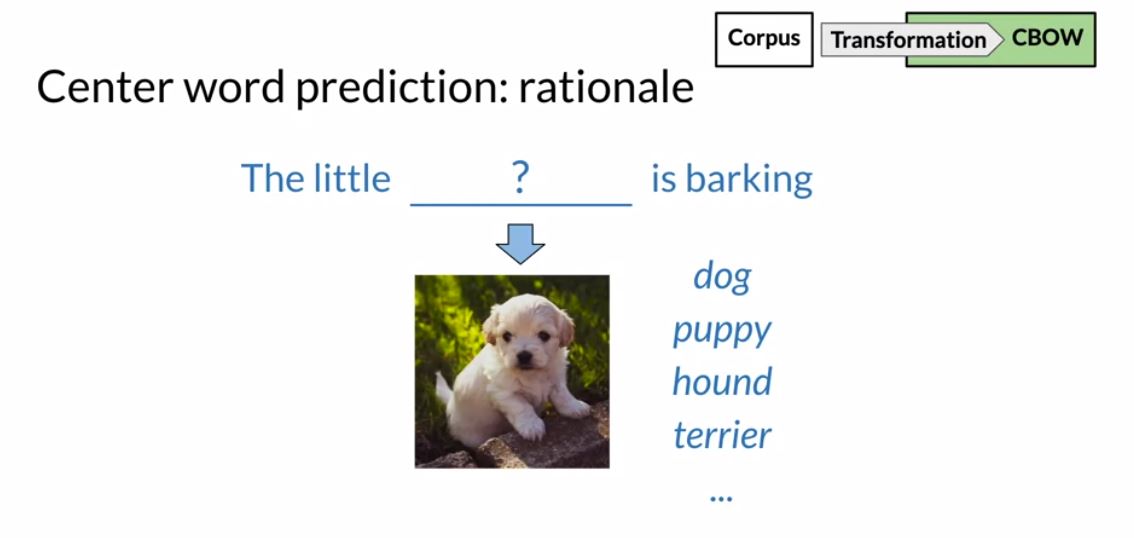 Corpus Transformation CBOW
Center word prediction: rationale
The little ? is barking
dog
puppy
hound
terrier
...